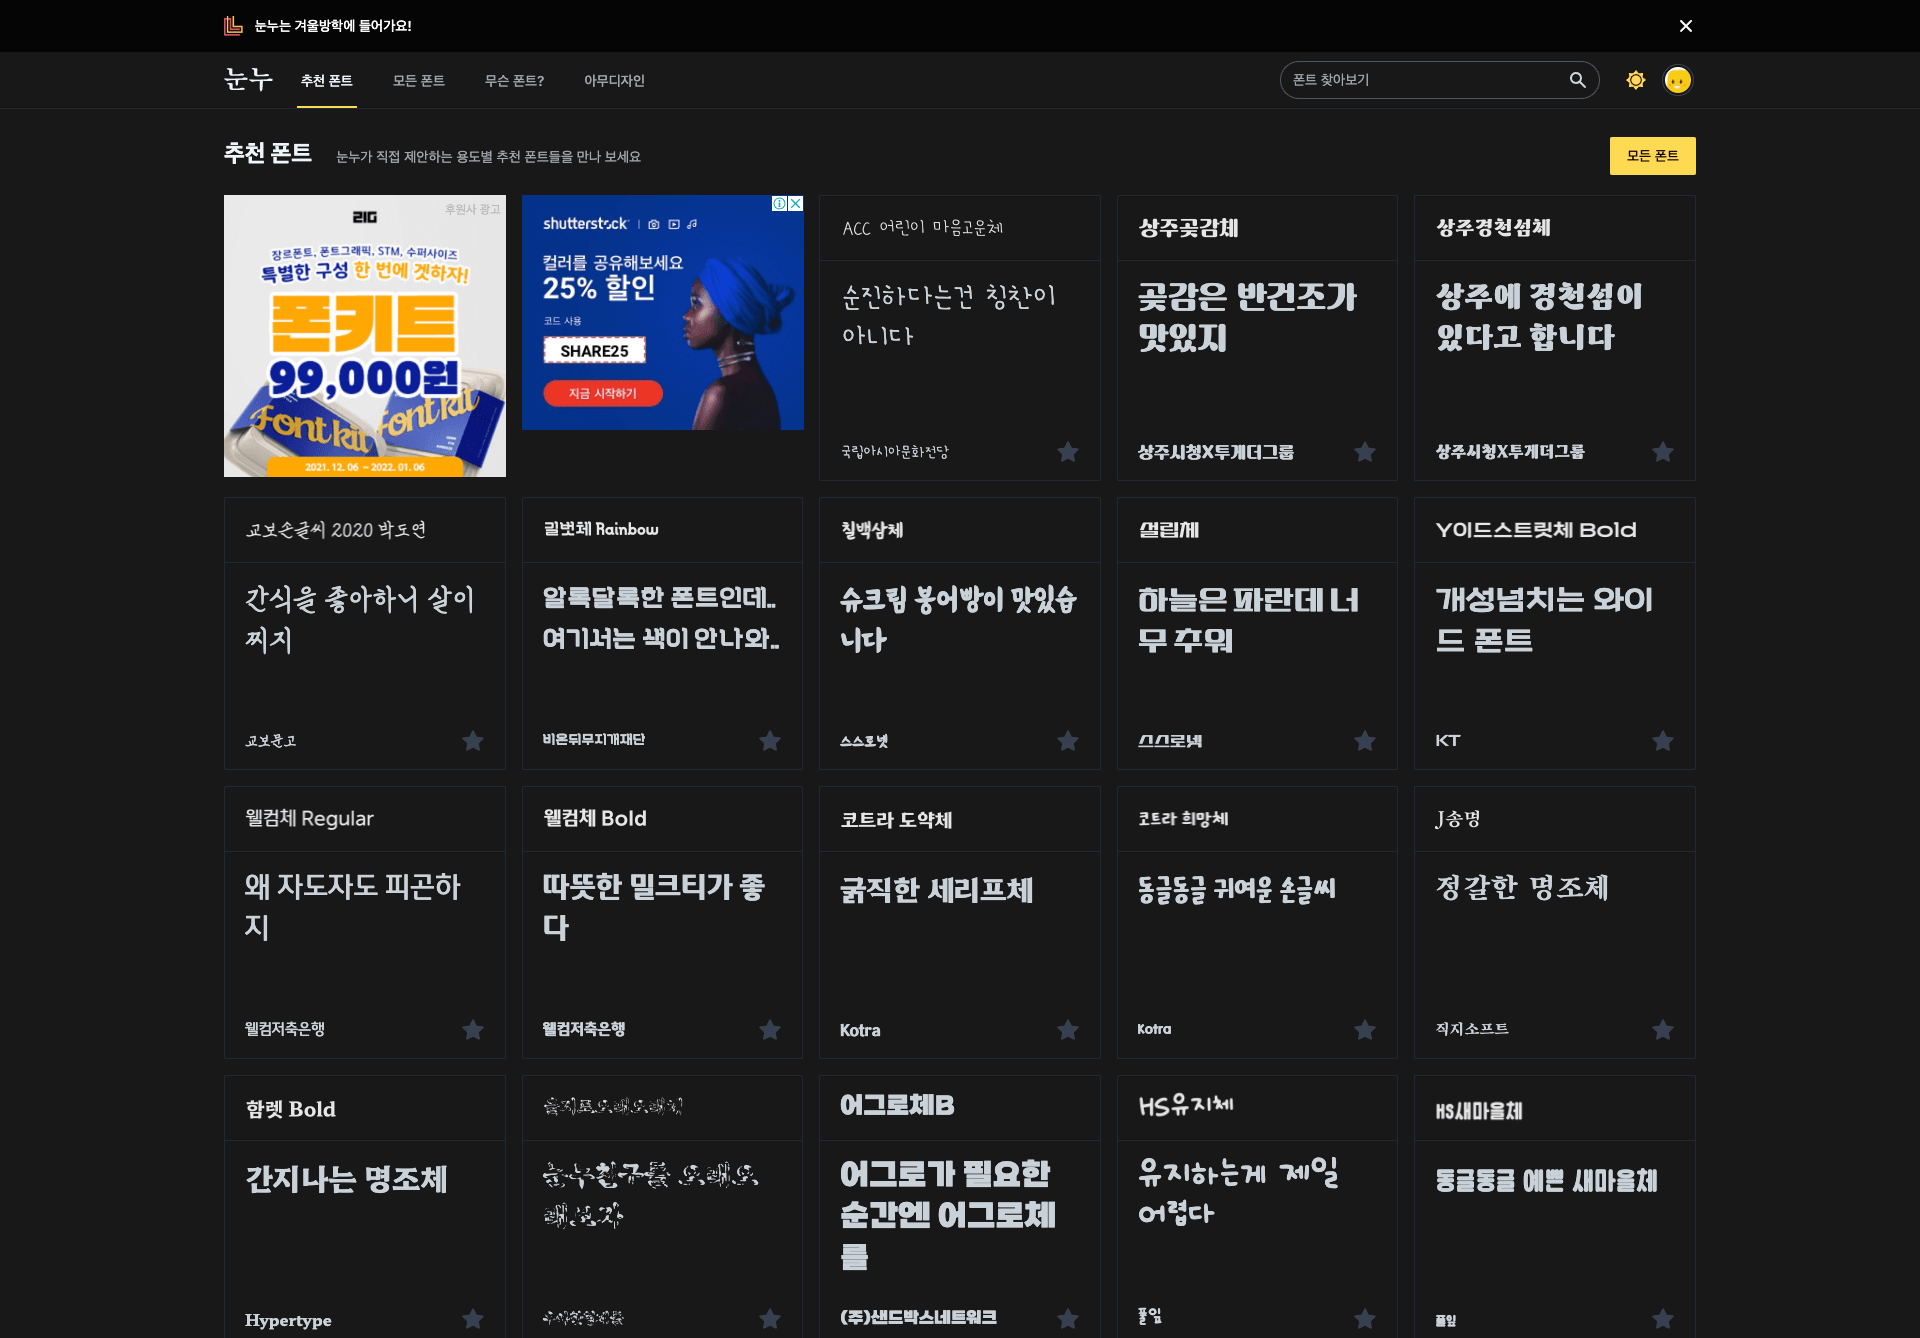 눈누는 겨울방학에 들어가요!
눈누
추천 폰트
모든 폰트
무슨 폰트?
아무디자인
폰트 찾아보기
추천 폰트
눈누가 직접 제안하는 용도별 추천 폰트들을 만나 보세요
모든 폰트
후원사 광고
장르폰트, 폰트그래픽, STM, 수퍼사이즈
특별한 구성 한 번에 겟하자!
폰키트
99,000원
Font kit
Font kit
2021. 12. 06 ~ 2022. 01. 06
shutterstock
컬러를 공유해보세요
25% 할인
코드 사용
SHARE25
지금 시작하기
ACC 어린이 마음고운체
순진하다는건 칭찬이
아니다
국립아시아문화전당
상주곶감체
곶감은 반건조가
맛있지
상주시청X투게더그룹
상주경천섬체
상주에 경천섬이
있다고 합니다
상주시청X투게더그룹
교보손글씨 2020 박도연
간식을 좋아하니 살이
찌지
교보문고
길벗체 Rainbow
알록달록한 폰트인데..
여기서는 색이 안나와..
비온뒤무지개재단
칠백삼체
슈크림 붕어빵이 맛있습
니다
스스로넷
설립체
하늘은 파란데 너
무 추워
스스로넷
Y이드스트릿체 Bold
개성넘치는 와이
드 폰트
KT
웰컴체 Regular
왜 자도자도 피곤하
지
웰컴저축은행
웰컴체 Bold
따뜻한 밀크티가 좋
다
웰컴저축은행
코트라 도약체
굵직한 세리프체
Kotra
코트라 희망체
동글동글 귀여운 손글씨
Kotra
J송명
정갈한 명조체
직지소프트
함렛 Bold
간지나는 명조체
Hypertype
을지로오래오래체
눈누친구들 오래오
래보자
어그로체B
어그로가 필요한
순간엔 어그로체
를
(주)샌드박스네트워크
HS유지체
유지하는게 제일
어렵다
풀잎
HS새마을체
동글동글 예쁜 새마을체
풀잎